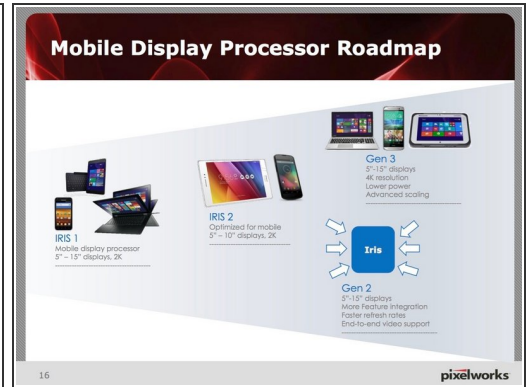 Mobile Display Processor Roadmap
IRIS 1
Mobile display processor
5” – 15” displays, 2K
IRIS 2
Optimized for mobile
5” – 10” displays, 2K
Gen 3
5”-15” displays
4K resolution
Lower power
Advanced scaling
Iris
Gen 2
5”-15” displays
More Feature integration
Faster refresh rates
End-to-end video support
16
pixelworks